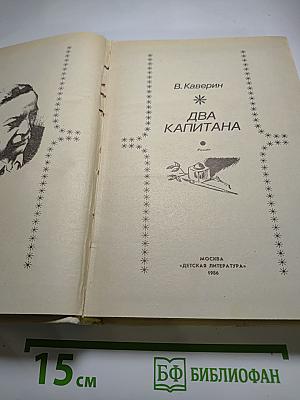 В. Каверин
ДВА
КАПИТАНА
Роман
МОСКВА
«ДЕТСКАЯ ЛИТЕРАТУРА»
1986
15 см
БФ БИБЛИОФАН